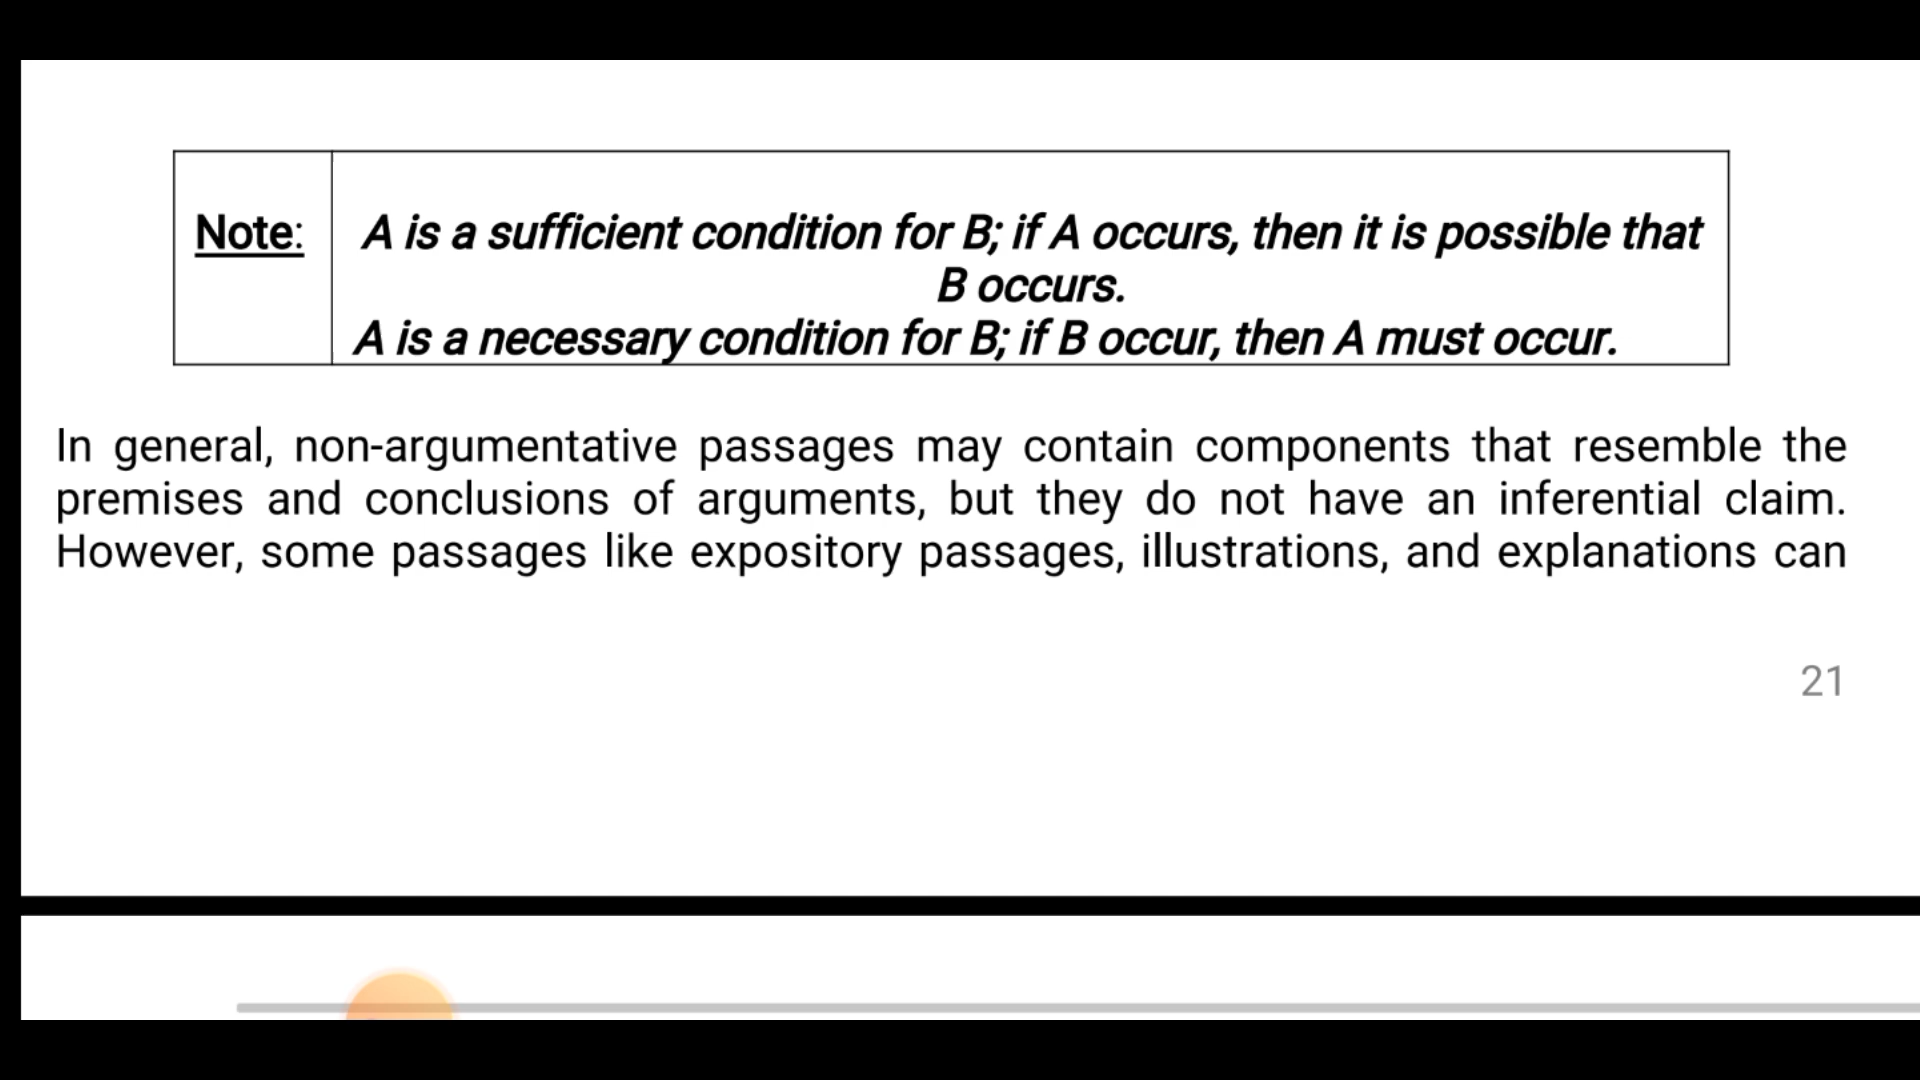 Note:
A is a sufficient condition for B; if A occurs, then it is possible that
B occurs.
A is a necessary condition for B; if B occur, then A must occur.
In general, non-argumentative passages may contain components that resemble the
premises and conclusions of arguments, but they do not have an inferential claim.
However, some passages like expository passages, illustrations, and explanations can
21